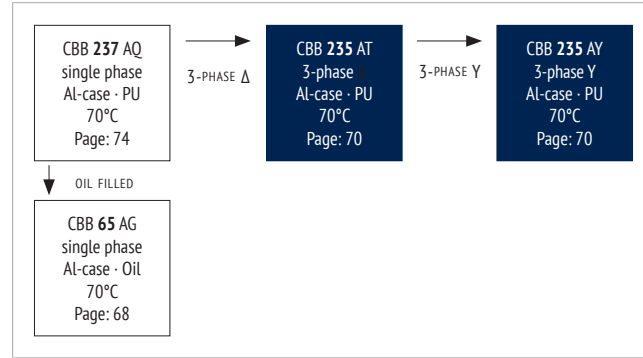 CBB 237 AQ
single phase
Al-case · PU
70°C
Page: 74
3-PHASE Δ
CBB 235 AT
3-phase
Al-case · PU
70°C
Page: 70
3-PHASE Y
CBB 235 AY
3-phase Y
Al-case · PU
70°C
Page: 70
OIL FILLED
CBB 65 AG
single phase
Al-case · Oil
70°C
Page: 68